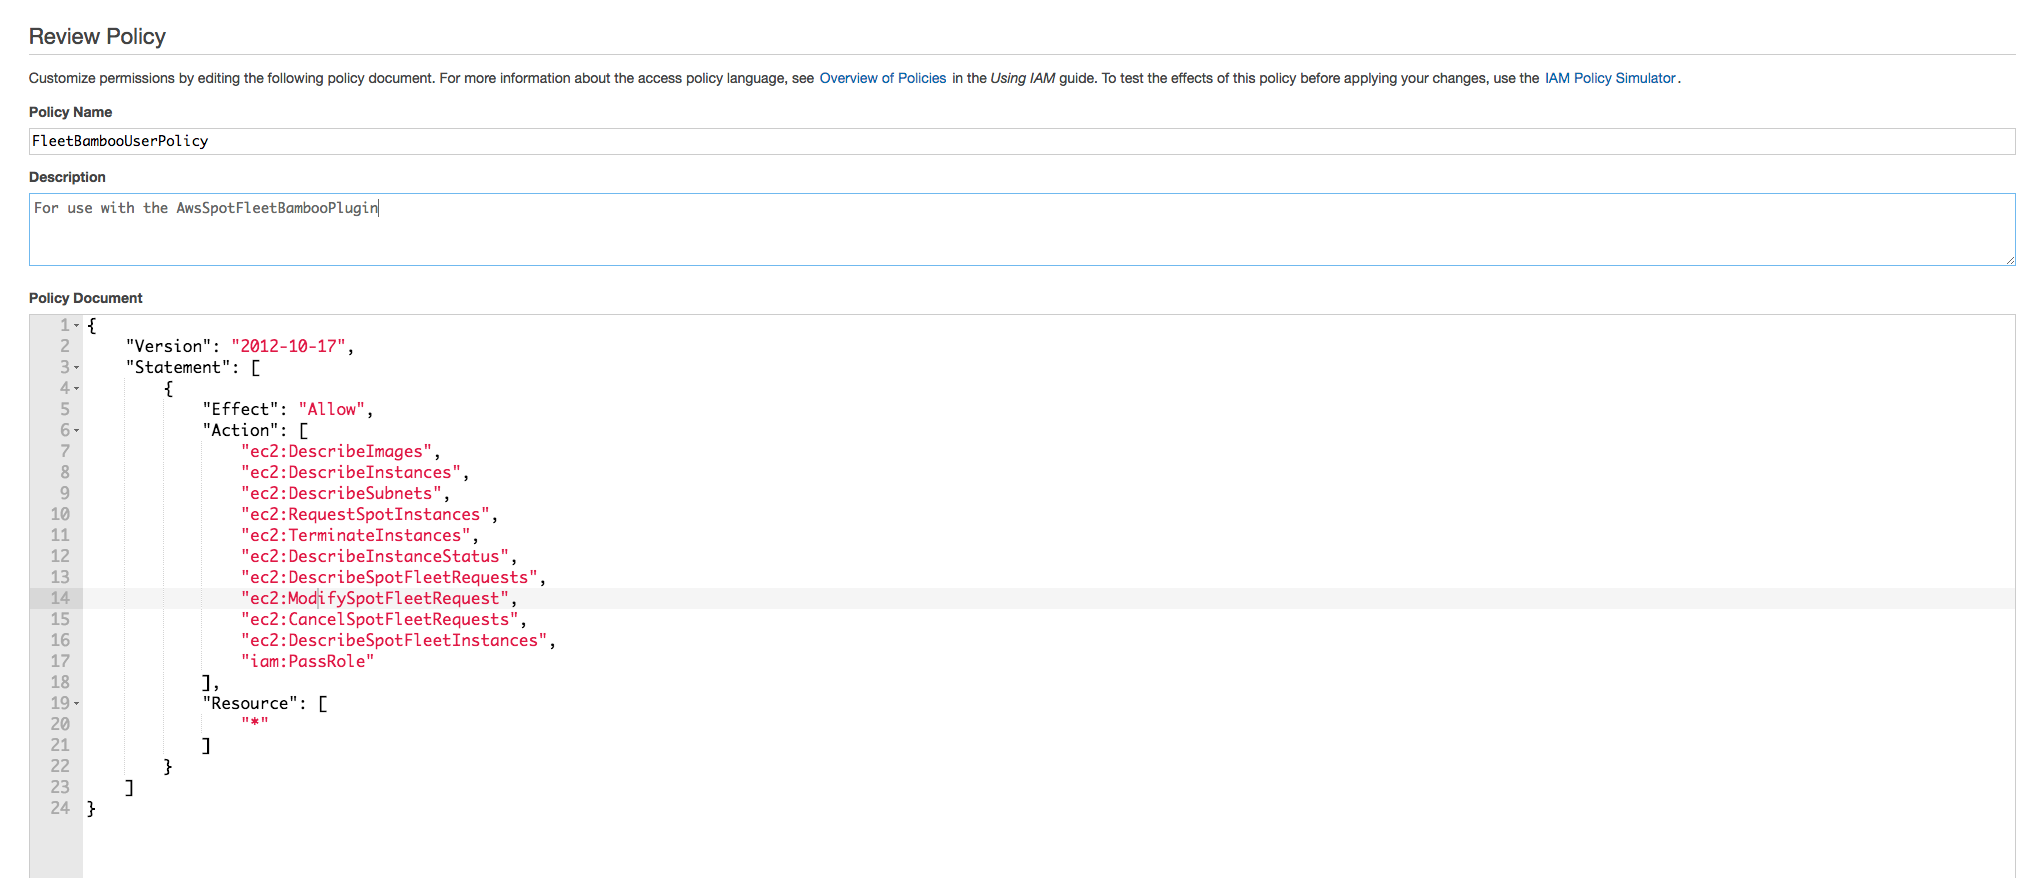 Review Policy
Customize permissions by editing the following policy document. For more information about the access policy language, see Overview of Policies in the Using IAM guide. To test the effects of this policy before applying your changes, use the IAM Policy Simulator.
Policy Name
FleetBambooUserPolicy
Description
For use with the AwsSpotFleetBambooPlugin
Policy Document
1 {
2 "Version": "2012-10-17",
3 "Statement": [
4 {
5 "Effect": "Allow",
6 "Action": [
7 "ec2:DescribeImages",
8 "ec2:DescribeInstances",
9 "ec2:DescribeSubnets",
10 "ec2:RequestSpotInstances",
11 "ec2:TerminateInstances",
12 "ec2:DescribeInstanceStatus",
13 "ec2:DescribeSpotFleetRequests",
14 "ec2:ModifySpotFleetRequest",
15 "ec2:CancelSpotFleetRequests",
16 "ec2:DescribeSpotFleetInstances",
17 "iam:PassRole"
18 ],
19 "Resource": [
20 "*"
21 ]
22 }
23 ]
24 }